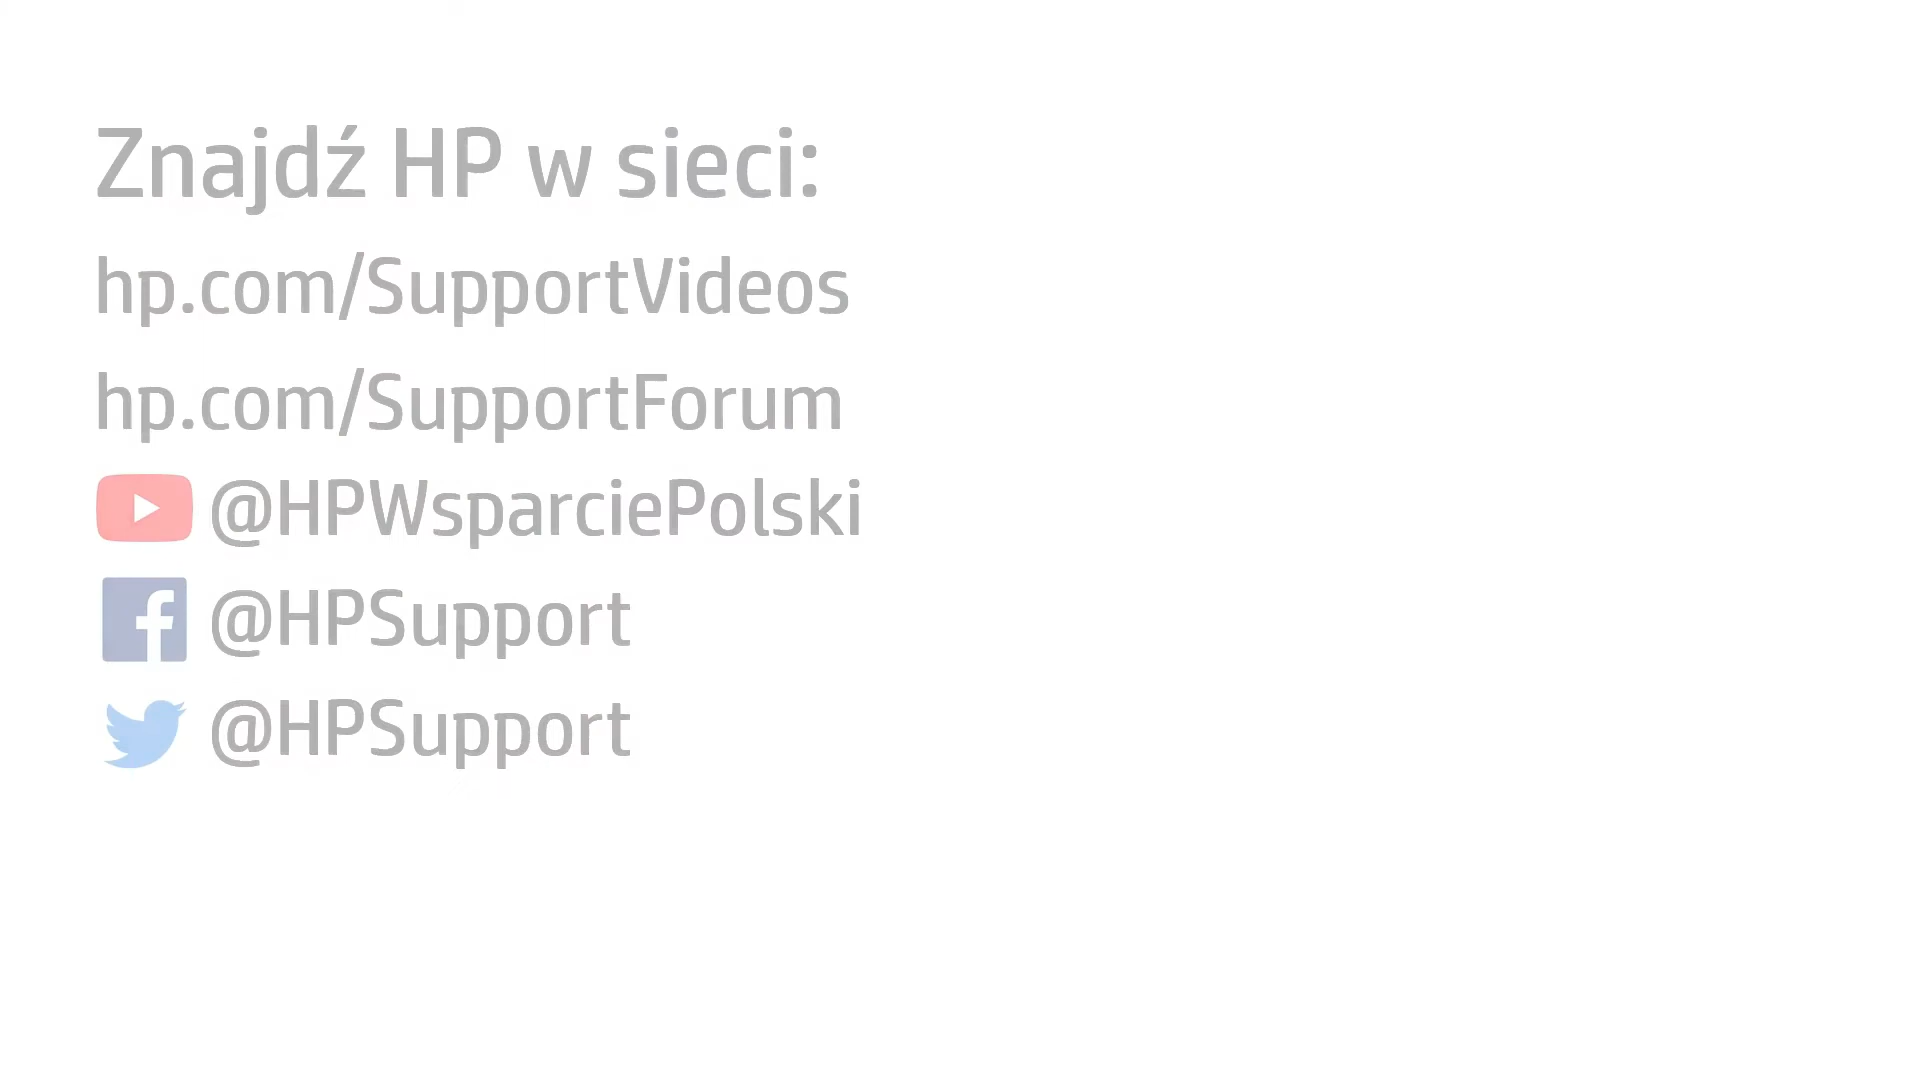 Znajdź HP w sieci:
hp.com/SupportVideos
hp.com/SupportForum
@HPWsparciePolski
@HPSupport
@HPSupport